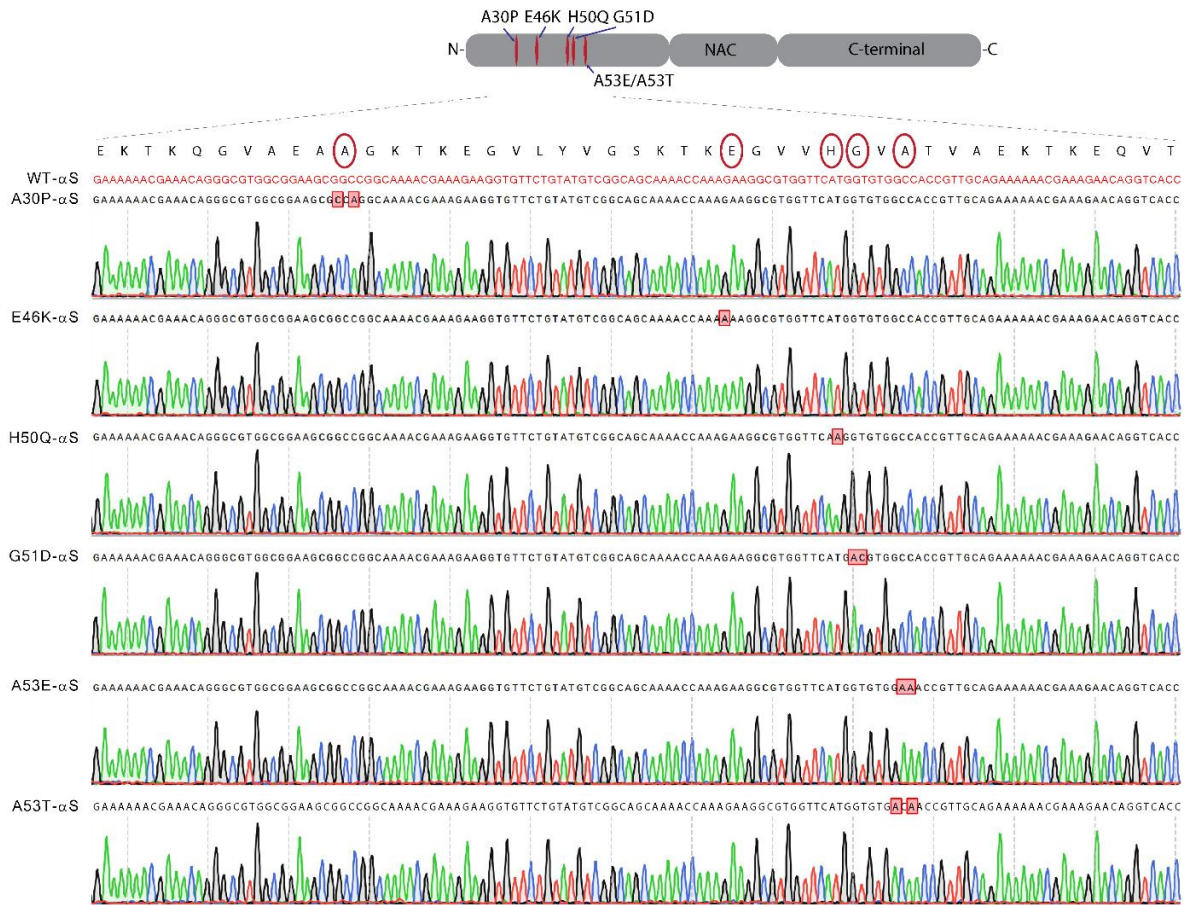 A30P E46K H50Q G51D
N- NAC C-terminal -C
A53E/A53T
E K T K Q G V A E A A G K T K E G V L Y V G S K T K E G V V H G V A T V A E K T K E Q V T
WT-αS GAAAAAACGAAACAGGGCGTGGCGGAAGCGGCCGGCAAAACGAAAGAAGGTGTTCTGTATGTCGGCAGCAAAACCAAAGAAGGCGTGGTTCATGGTGTGGCCACCGTTGCAGAAAAAACGAAAGAACAGGTCACC
A30P-αS GAAAAAACGAAACAGGGCGTGGCGGAAGCGCCAGGCAAAACGAAAGAAGGTGTTCTGTATGTCGGCAGCAAAACCAAAGAAGGCGTGGTTCATGGTGTGGCCACCGTTGCAGAAAAAACGAAAGAACAGGTCACC
E46K-αS GAAAAAACGAAACAGGGCGTGGCGGAAGCGGCCGGCAAAACGAAAGAAGGTGTTCTGTATGTCGGCAGCAAAACCAAAAAAGGCGTGGTTCATGGTGTGGCCACCGTTGCAGAAAAAACGAAAGAACAGGTCACC
H50Q-αS GAAAAAACGAAACAGGGCGTGGCGGAAGCGGCCGGCAAAACGAAAGAAGGTGTTCTGTATGTCGGCAGCAAAACCAAAGAAGGCGTGGTTCAAGGTGTGGCCACCGTTGCAGAAAAAACGAAAGAACAGGTCACC
G51D-αS GAAAAAACGAAACAGGGCGTGGCGGAAGCGGCCGGCAAAACGAAAGAAGGTGTTCTGTATGTCGGCAGCAAAACCAAAGAAGGCGTGGTTCATGACGTGGCCACCGTTGCAGAAAAAACGAAAGAACAGGTCACC
A53E-αS GAAAAAACGAAACAGGGCGTGGCGGAAGCGGCCGGCAAAACGAAAGAAGGTGTTCTGTATGTCGGCAGCAAAACCAAAGAAGGCGTGGTTCATGGTGTGGAAACCGTTGCAGAAAAAACGAAAGAACAGGTCACC
A53T-αS GAAAAAACGAAACAGGGCGTGGCGGAAGCGGCCGGCAAAACGAAAGAAGGTGTTCTGTATGTCGGCAGCAAAACCAAAGAAGGCGTGGTTCATGGTGTGACAACCGTTGCAGAAAAAACGAAAGAACAGGTCACC